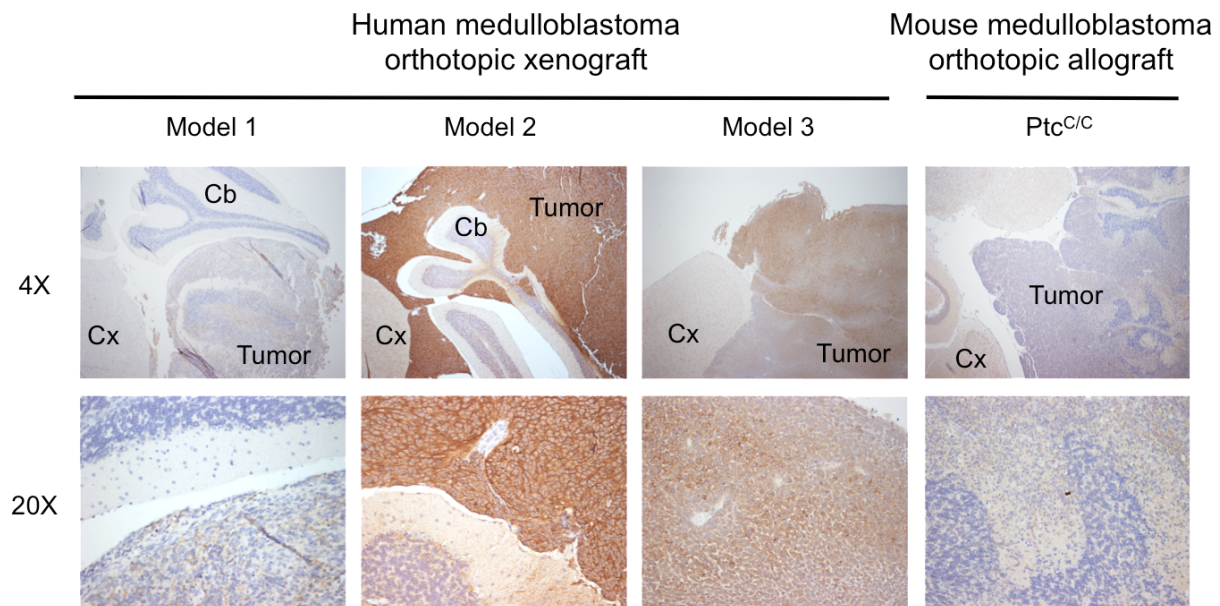 Human medulloblastoma
orthotopic xenograft
Mouse medulloblastoma
orthotopic allograft
Model 1
Model 2
Model 3
Ptc^C/C
4X
Cb
Cx
Tumor
Tumor
Cb
Cx
Cx
Tumor
Tumor
Cx
20X